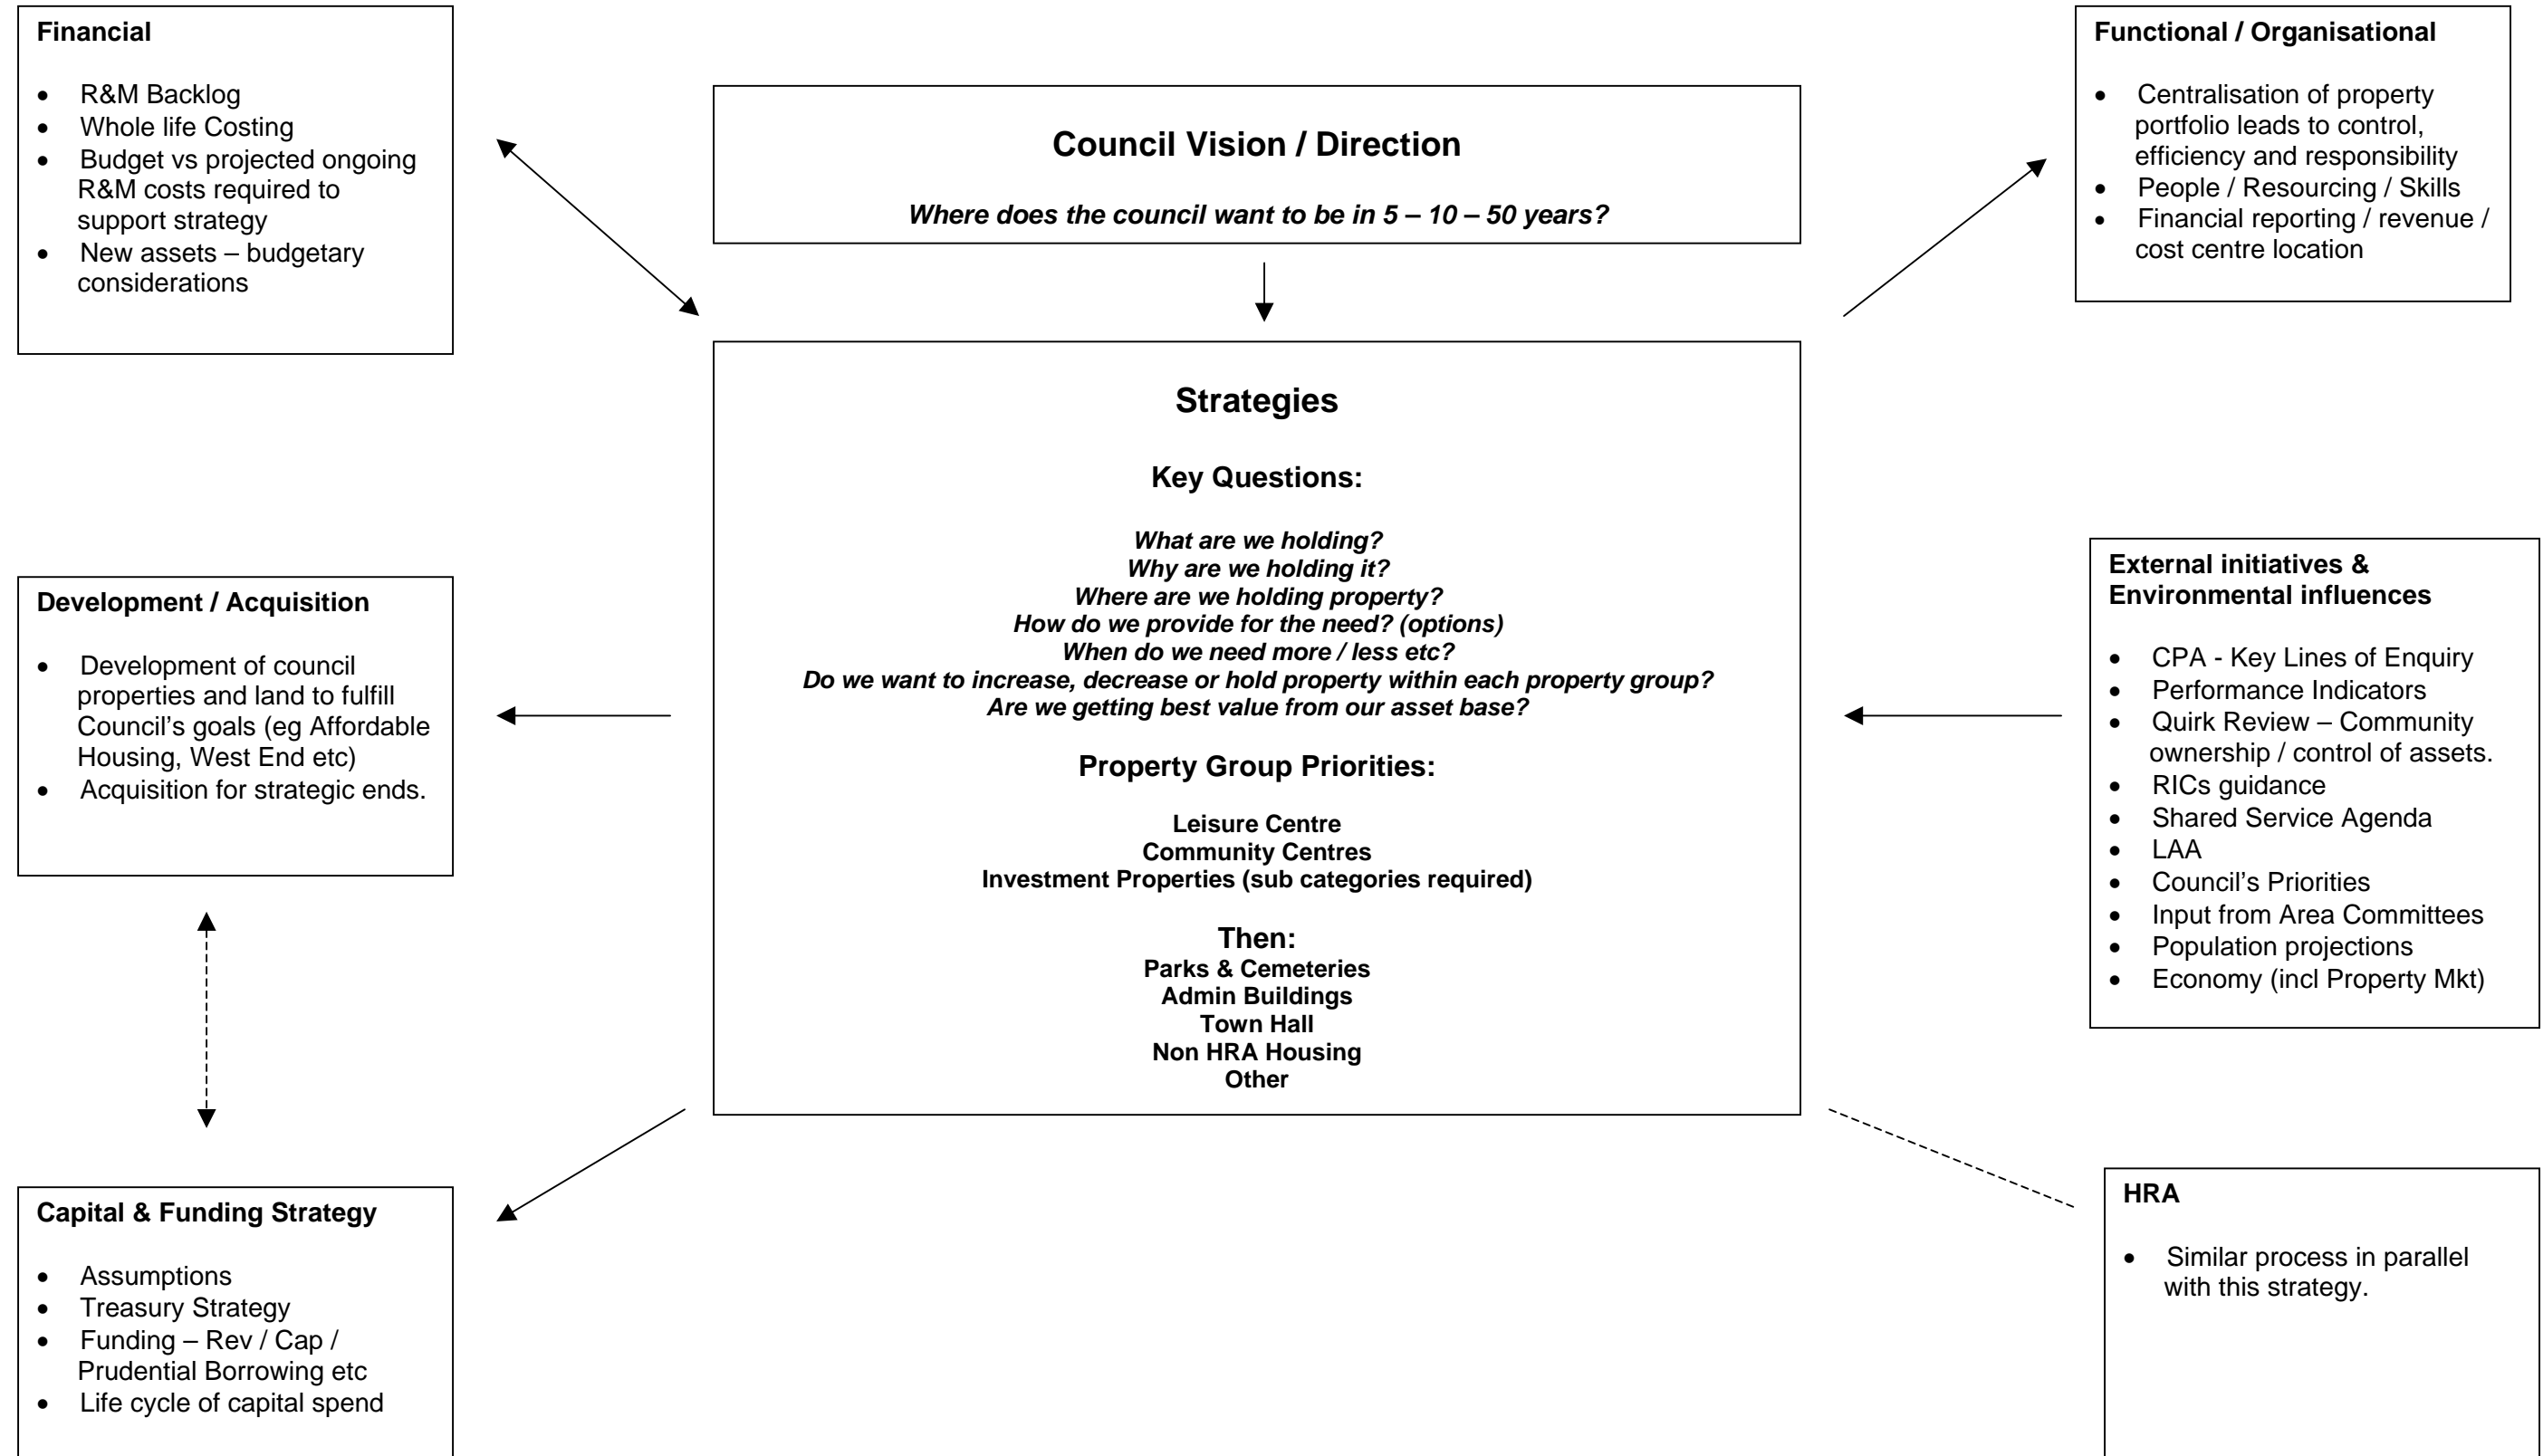 Financial
• R&M Backlog
• Whole life Costing
• Budget vs projected ongoing
R&M costs required to
support strategy
• New assets – budgetary
considerations
Council Vision / Direction
Where does the council want to be in 5 – 10 – 50 years?
Functional / Organisational
• Centralisation of property
portfolio leads to control,
efficiency and responsibility
• People / Resourcing / Skills
• Financial reporting / revenue /
cost centre location
Strategies
Key Questions:
What are we holding?
Why are we holding it?
Where are we holding property?
How do we provide for the need? (options)
When do we need more / less etc?
Do we want to increase, decrease or hold property within each property group?
Are we getting best value from our asset base?
Property Group Priorities:
Leisure Centre
Community Centres
Investment Properties (sub categories required)
Then:
Parks & Cemeteries
Admin Buildings
Town Hall
Non HRA Housing
Other
Development / Acquisition
• Development of council
properties and land to fulfill
Council’s goals (eg Affordable
Housing, West End etc)
• Acquisition for strategic ends.
External initiatives &
Environmental influences
• CPA - Key Lines of Enquiry
• Performance Indicators
• Quirk Review – Community
ownership / control of assets.
• RICs guidance
• Shared Service Agenda
• LAA
• Council’s Priorities
• Input from Area Committees
• Population projections
• Economy (incl Property Mkt)
Capital & Funding Strategy
• Assumptions
• Treasury Strategy
• Funding – Rev / Cap /
Prudential Borrowing etc
• Life cycle of capital spend
HRA
• Similar process in parallel
with this strategy.